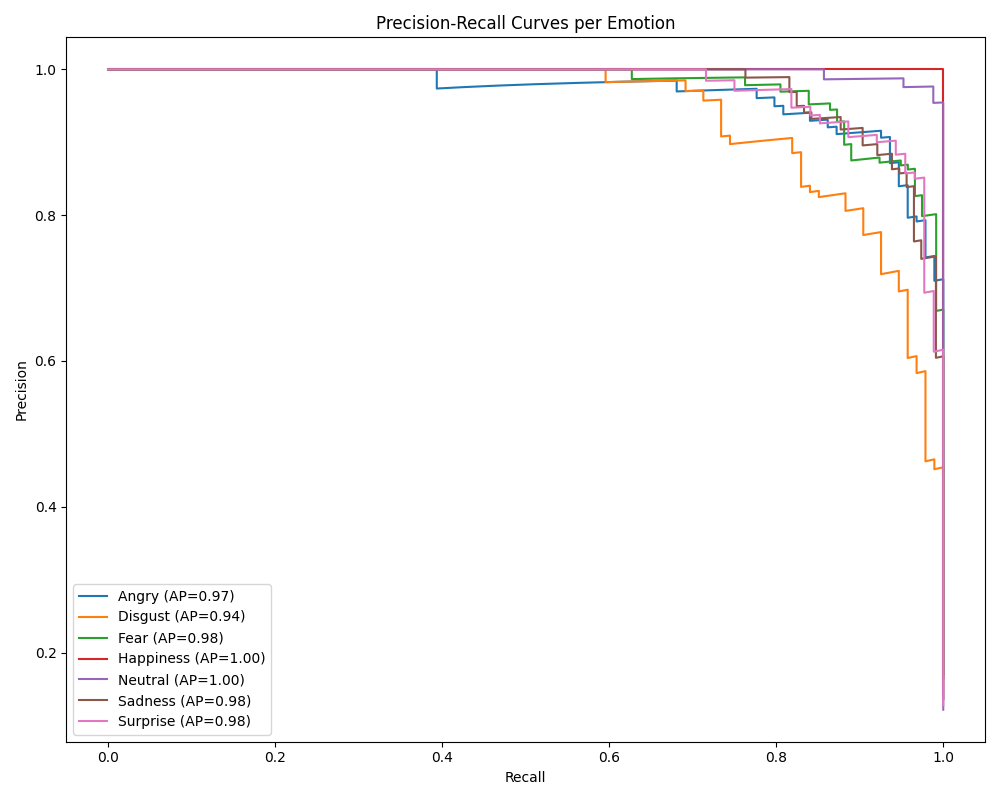 Precision-Recall Curves per Emotion
1.0
0.8
0.6
0.4
0.2
Precision
Angry (AP=0.97)
Disgust (AP=0.94)
Fear (AP=0.98)
Happiness (AP=1.00)
Neutral (AP=1.00)
Sadness (AP=0.98)
Surprise (AP=0.98)
0.0 0.2 0.4 0.6 0.8 1.0
Recall